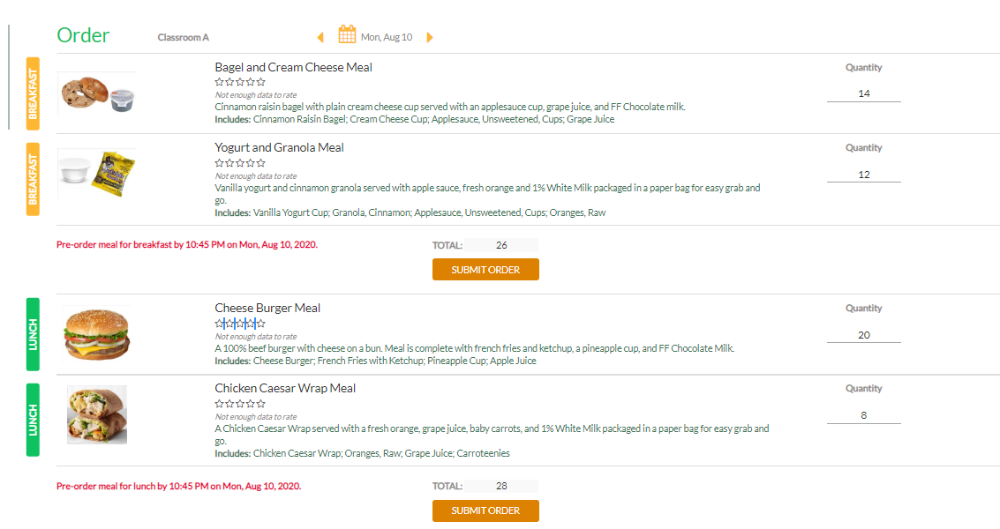 Order
Classroom A
Mon, Aug 10
BREAKFAST
Bagel and Cream Cheese Meal
Quantity
Not enough data to rate
14
Cinnamon raisin bagel with plain cream cheese cup served with an applesauce cup, grape juice, and FF Chocolate milk.
Includes: Cinnamon Raisin Bagel; Cream Cheese Cup; Applesauce, Unsweetened, Cups; Grape Juice
BREAKFAST
Yogurt and Granola Meal
Quantity
Not enough data to rate
12
Vanilla yogurt and cinnamon granola served with apple sauce, fresh orange and 1% White Milk packaged in a paper bag for easy grab and
go.
Includes: Vanilla Yogurt Cup; Granola, Cinnamon; Applesauce, Unsweetened, Cups; Oranges, Raw
Pre-order meal for breakfast by 10:45 PM on Mon, Aug 10, 2020.
TOTAL: 26
SUBMIT ORDER
LUNCH
Cheese Burger Meal
Quantity
Not enough data to rate
20
A 100% beef burger with cheese on a bun. Meal is complete with french fries and ketchup, a pineapple cup, and FF Chocolate Milk.
Includes: Cheese Burger; French Fries with Ketchup; Pineapple Cup; Apple Juice
LUNCH
Chicken Caesar Wrap Meal
Quantity
Not enough data to rate
8
A Chicken Caesar Wrap served with a fresh orange, grape juice, baby carrots, and 1% White Milk packaged in a paper bag for easy grab and
go.
Includes: Chicken Caesar Wrap; Oranges, Raw; Grape Juice; Carroteenies
Pre-order meal for lunch by 10:45 PM on Mon, Aug 10, 2020.
TOTAL: 28
SUBMIT ORDER